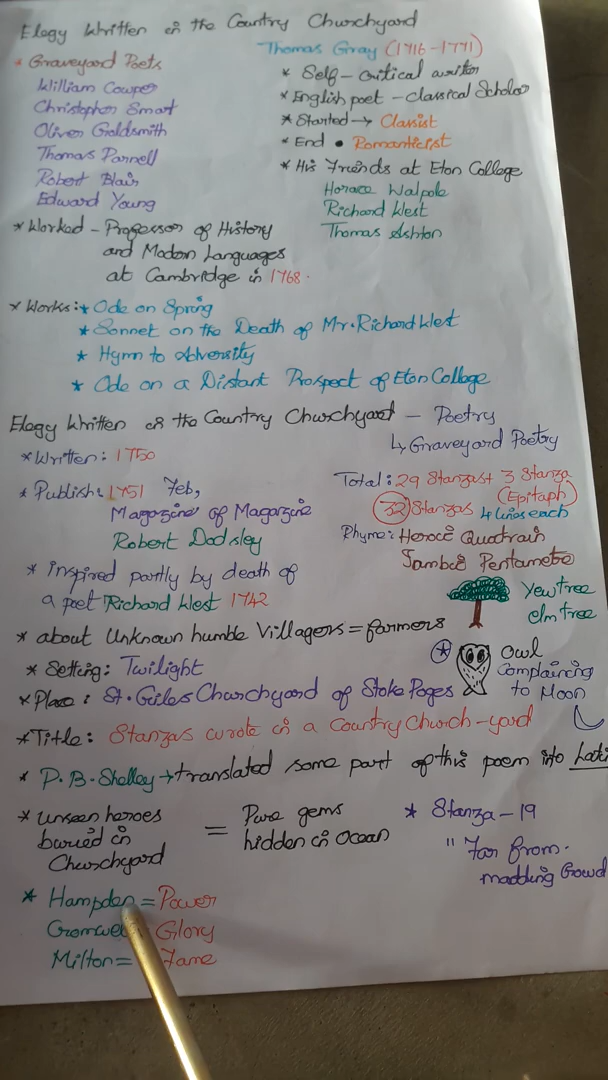 Elegy Written in the Country Churchyard
Thomas Gray (1716-1771)
* Graveyard Poets
William Cowper
Christopher Smart
Oliver Goldsmith
Thomas Parnell
Robert Blair
Edward Young
* Self-critical writer
* English poet - classical Scholar
* Started → Classist
* End • Romanticist
* His Friends at Eton College
Horace Walpole
Richard West
Thomas Ashton
* Worked - Professor of History
and Modern Languages
at Cambridge in 1768.
* Works: * Ode on Spring
* Sonnet on the Death of Mr. Richard West
* Hymn to Adversity
* Ode on a Distant Prospect of Eton College
Elegy Written in the Country Churchyard - Poetry
↳ Graveyard Poetry
* Written: 1750
* Publish: 1751 Feb,
Magazine of Magazine
Robert Dodsley
* inspired partly by death of
a poet Richard West 1742
Total: 29 Stanzas + 3 Stanza
(Epitaph)
32 Stanzas 4 lines each
Rhyme: Heroic Quatrain
Iambic Pentametre
Yew tree
elm tree
* about Unknown humble Villagers = farmers
* Setting: Twilight
* Place: St. Giles Churchyard of Stoke Poges
* Owl
Complaining
to Moon
* Title: Stanzas wrote in a Country Church-yard
* P. B. Shelley → translated some part of this poem into
* unseen heroes
buried in
Churchyard
= Pure gems
hidden in Ocean
* Stanza - 19
"Far from
madding Crowd
* Hampden = Power
Glory
Milton = Fame